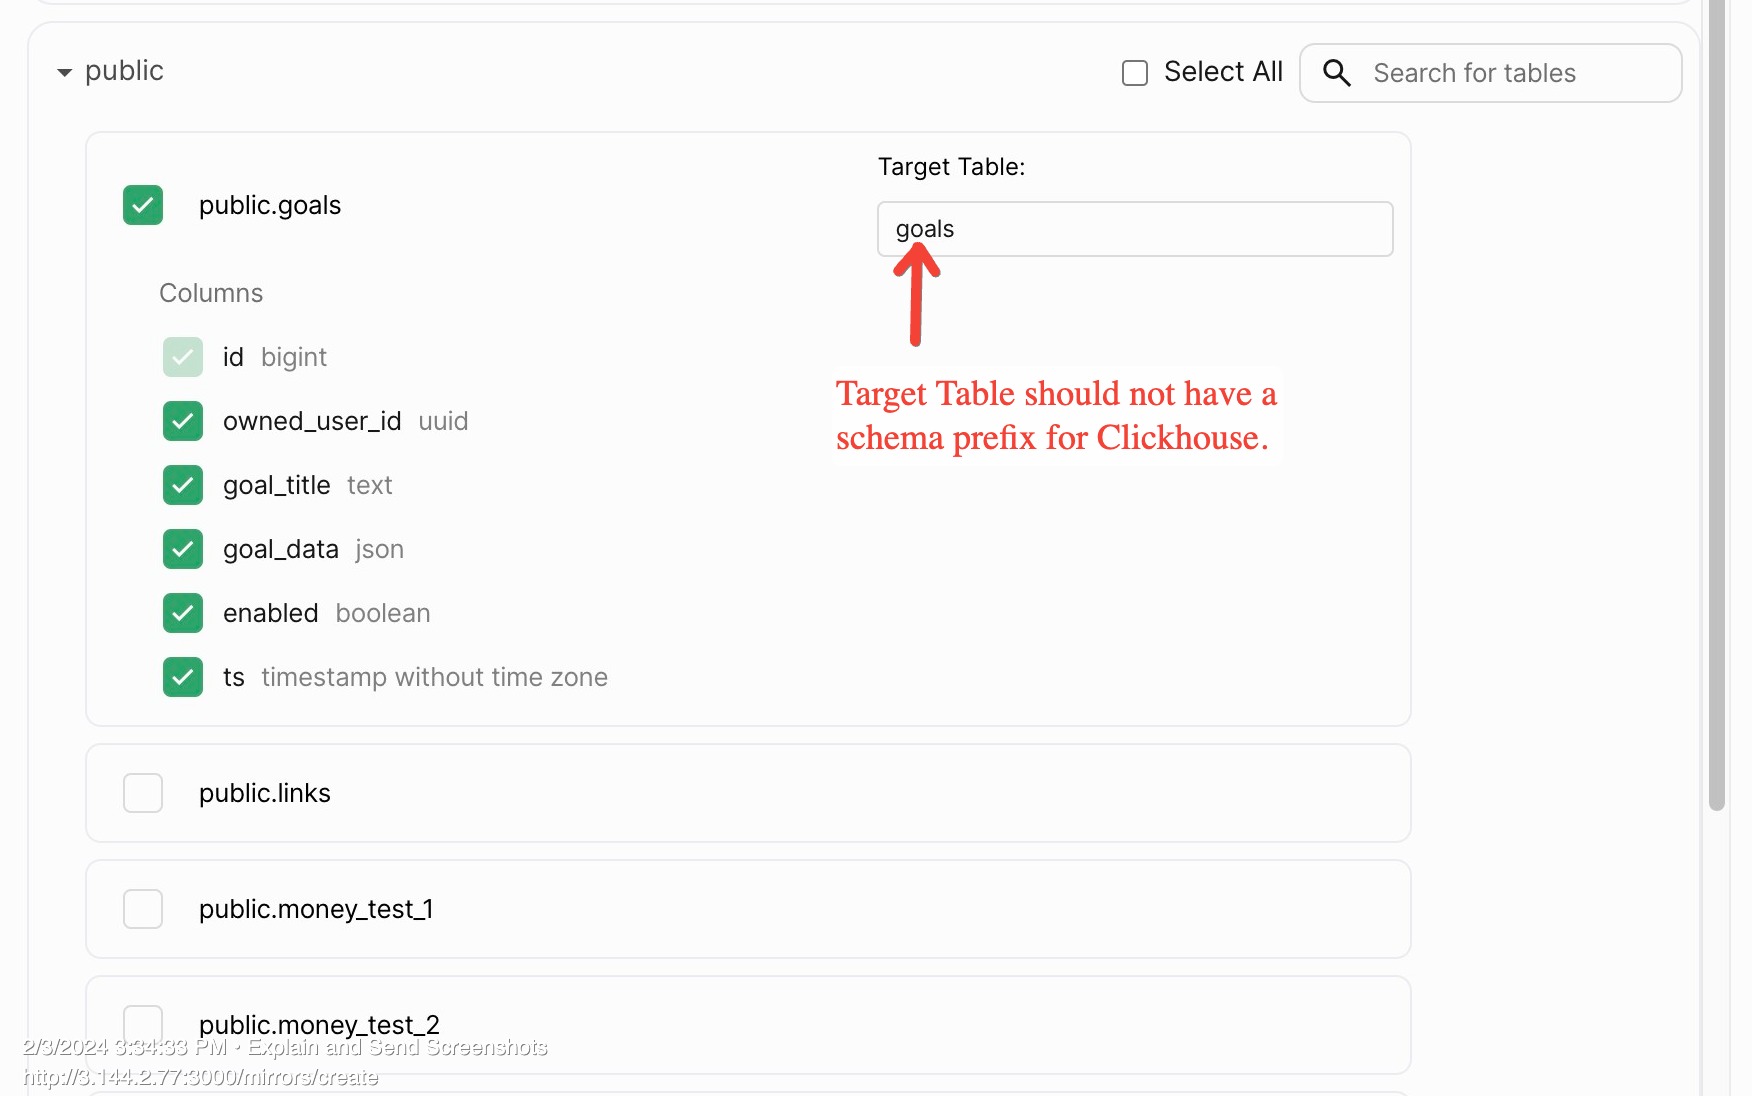 public
Select All
Search for tables
public.goals
Target Table:
goals
Columns
id bigint
owned_user_id uuid
goal_title text
goal_data json
enabled boolean
ts timestamp without time zone
Target Table should not have a
schema prefix for Clickhouse.
public.links
public.money_test_1
public.money_test_2
2/3/2024 3:34:33 PM · Explain and Send Screenshots
http://3.144.2.77:3000/mirrors/create